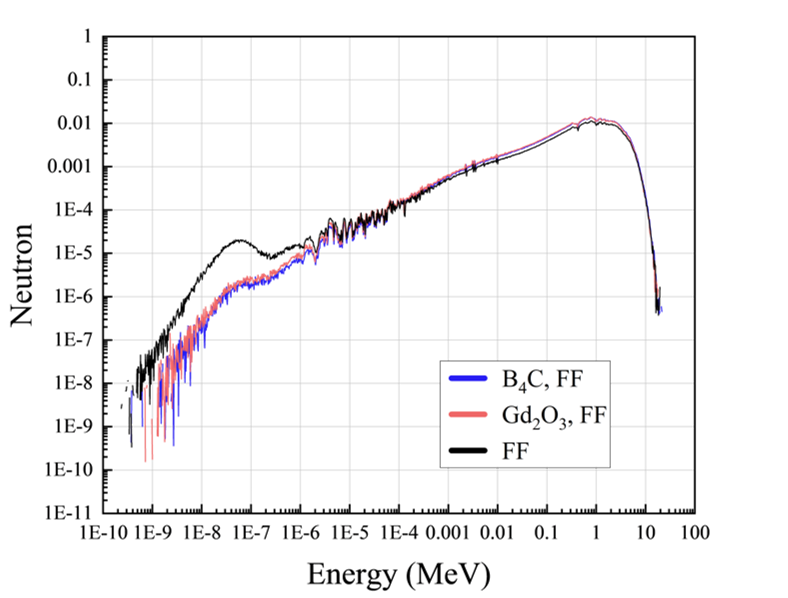 1
0.1
0.01
0.001
1E-4
1E-5
1E-6
1E-7
1E-8
1E-9
1E-10
1E-11
Neutron
B₄C, FF
Gd₂O₃, FF
FF
1E-10 1E-9 1E-8 1E-7 1E-6 1E-5 1E-4 0.001 0.01 0.1 1 10 100
Energy (MeV)